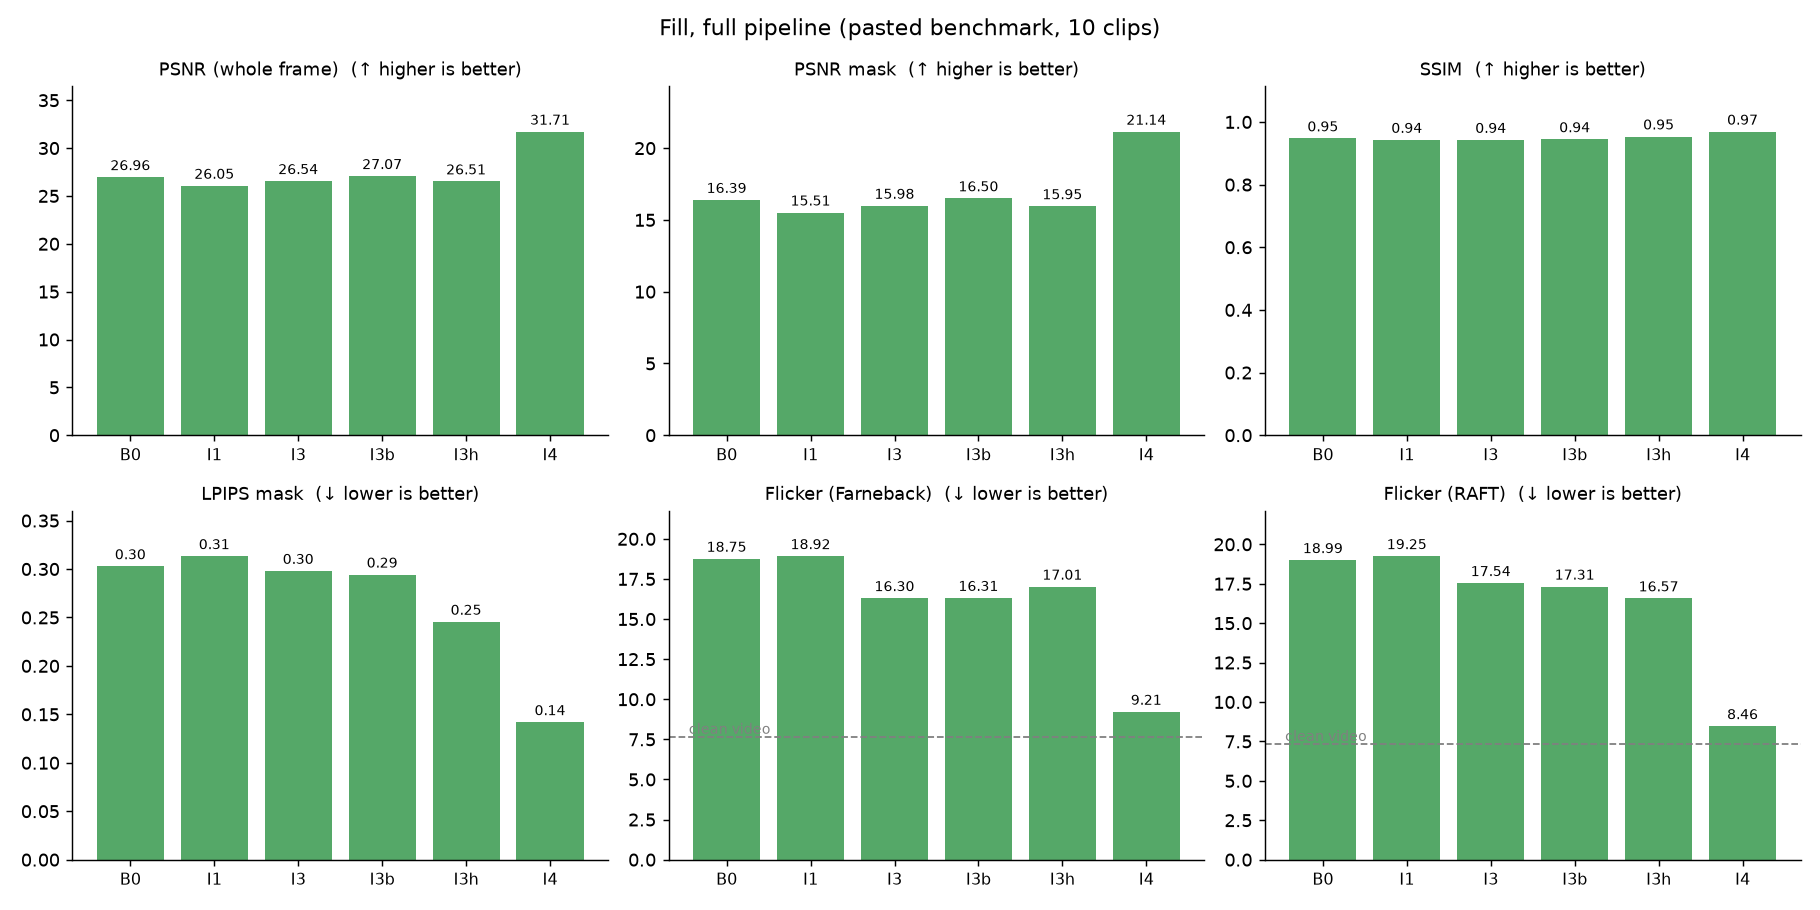 Fill, full pipeline (pasted benchmark, 10 clips)
PSNR (whole frame) (↑ higher is better)
35
30
25
20
15
10
5
0
26.96
26.05
26.54
27.07
26.51
31.71
B0
I1
I3
I3b
I3h
I4
PSNR mask (↑ higher is better)
20
15
10
5
0
16.39
15.51
15.98
16.50
15.95
21.14
B0
I1
I3
I3b
I3h
I4
SSIM (↑ higher is better)
1.0
0.8
0.6
0.4
0.2
0.0
0.95
0.94
0.94
0.94
0.95
0.97
B0
I1
I3
I3b
I3h
I4
LPIPS mask (↓ lower is better)
0.35
0.30
0.25
0.20
0.15
0.10
0.05
0.00
0.30
0.31
0.30
0.29
0.25
0.14
B0
I1
I3
I3b
I3h
I4
Flicker (Farneback) (↓ lower is better)
20.0
17.5
15.0
12.5
10.0
7.5
5.0
2.5
0.0
18.75
18.92
16.30
16.31
17.01
9.21
clean video
B0
I1
I3
I3b
I3h
I4
Flicker (RAFT) (↓ lower is better)
20.0
17.5
15.0
12.5
10.0
7.5
5.0
2.5
0.0
18.99
19.25
17.54
17.31
16.57
8.46
clean video
B0
I1
I3
I3b
I3h
I4